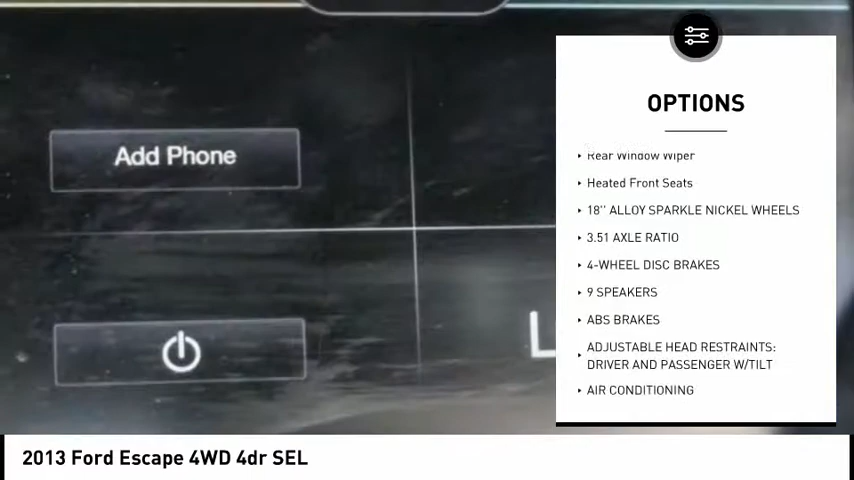 Add Phone
L
OPTIONS
Rear Window Wiper
Heated Front Seats
18'' ALLOY SPARKLE NICKEL WHEELS
3.51 AXLE RATIO
4-WHEEL DISC BRAKES
9 SPEAKERS
ABS BRAKES
ADJUSTABLE HEAD RESTRAINTS:
DRIVER AND PASSENGER W/TILT
AIR CONDITIONING
2013 Ford Escape 4WD 4dr SEL